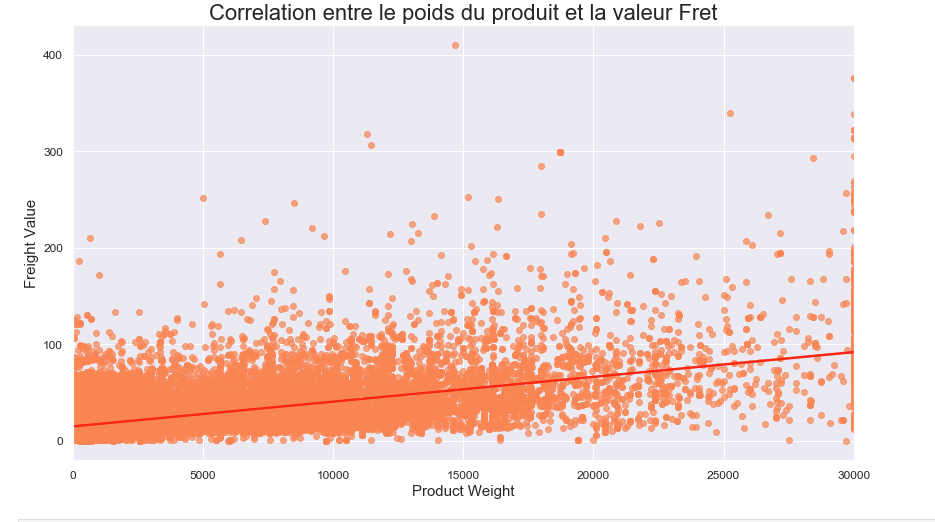 Correlation entre le poids du produit et la valeur Fret
400
300
200
100
0
Freight Value
0 5000 10000 15000 20000 25000 30000
Product Weight